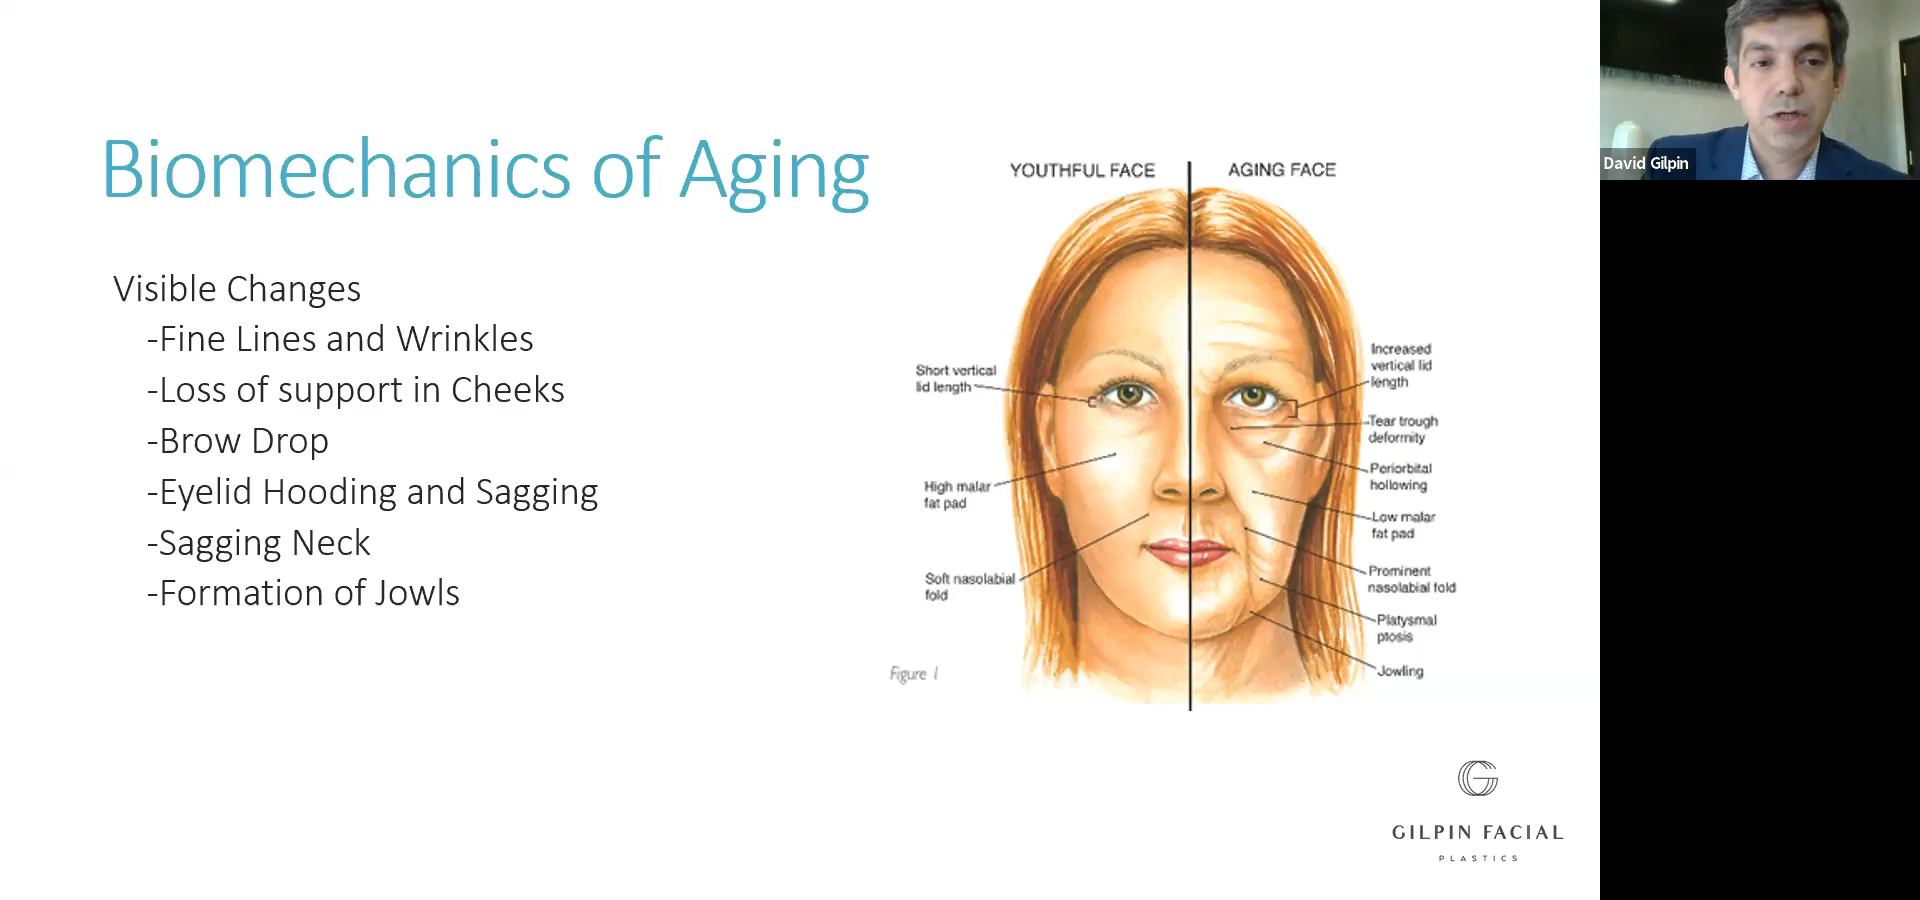 Biomechanics of Aging
Visible Changes
-Fine Lines and Wrinkles
-Loss of support in Cheeks
-Brow Drop
-Eyelid Hooding and Sagging
-Sagging Neck
-Formation of Jowls
YOUTHFUL FACE
AGING FACE
Short vertical
lid length
High malar
fat pad
Soft nasolabial
fold
Increased
vertical lid
length
Tear trough
deformity
Periorbital
hollowing
Low malar
fat pad
Prominent
nasolabial fold
Platysmal
ptosis
Jowling
Figure 1
G
GILPIN FACIAL
PLASTICS
David Gilpin